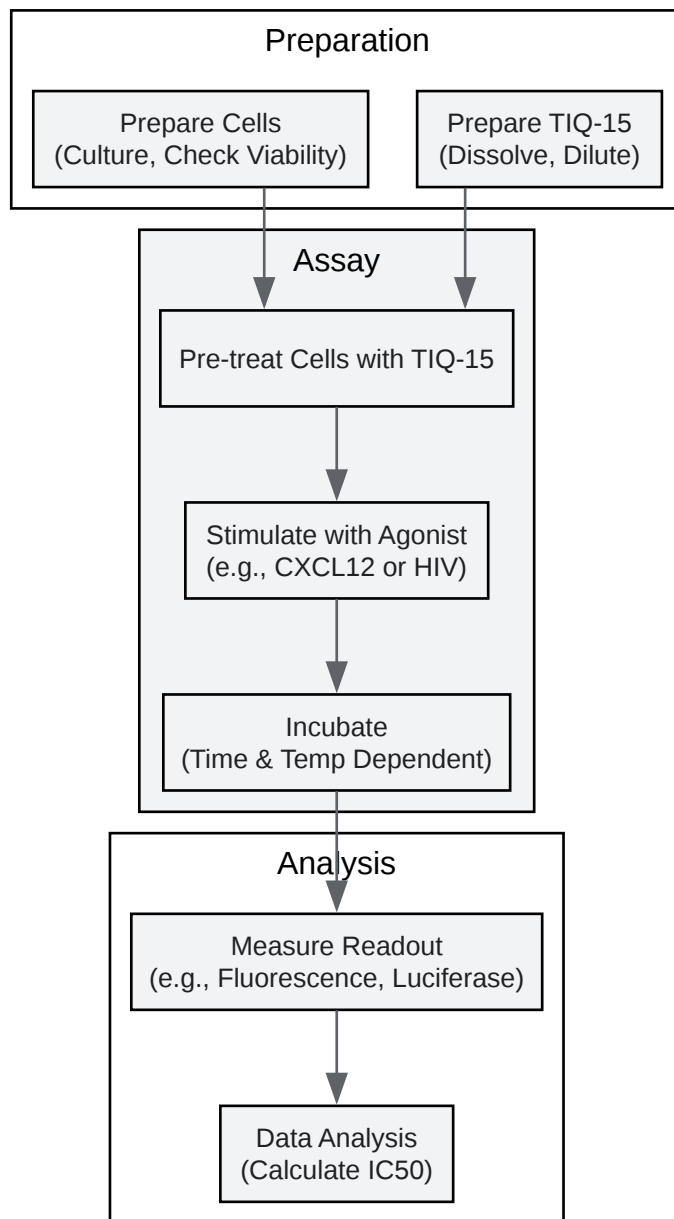 Preparation
Prepare Cells
(Culture, Check Viability)
Prepare TIQ-15
(Dissolve, Dilute)
Assay
Pre-treat Cells with TIQ-15
Stimulate with Agonist
(e.g., CXCL12 or HIV)
Incubate
(Time & Temp Dependent)
Analysis
Measure Readout
(e.g., Fluorescence, Luciferase)
Data Analysis
(Calculate IC50)